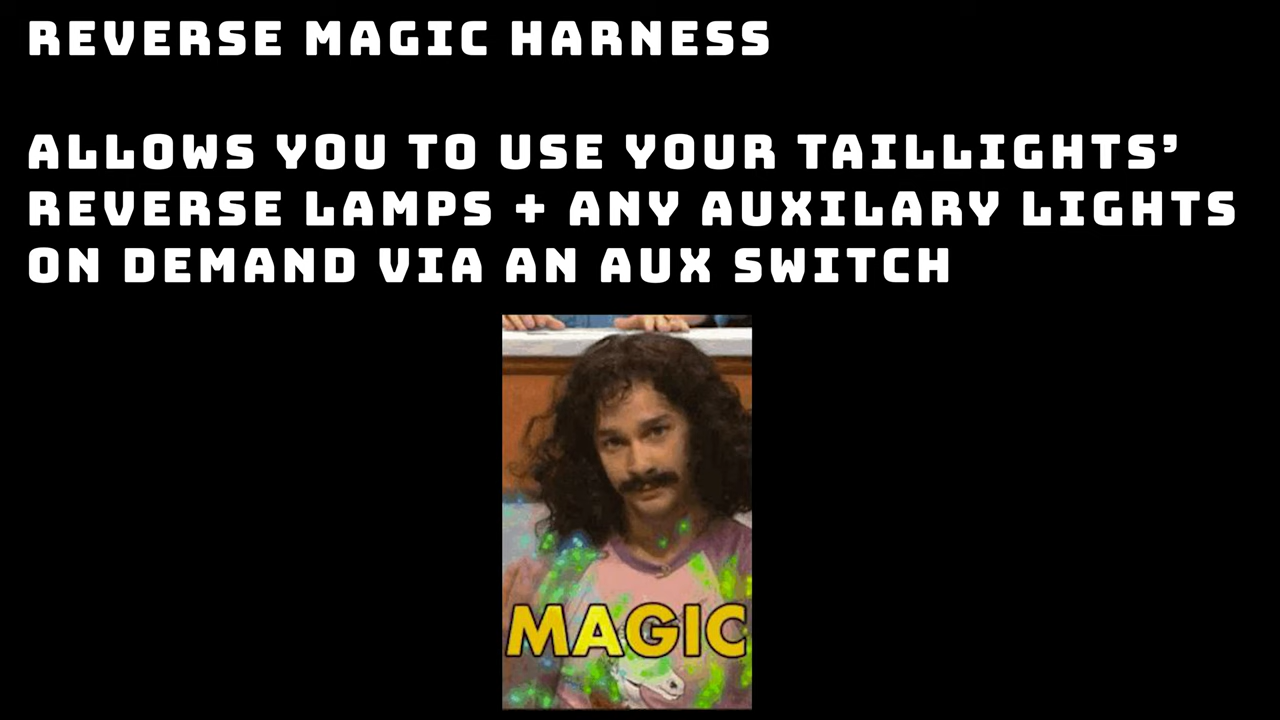 REVERSE MAGIC HARNESS
ALLOWS YOU TO USE YOUR TAILLIGHTS'
REVERSE LAMPS + ANY AUXILARY LIGHTS
ON DEMAND VIA AN AUX SWITCH
MAGIC